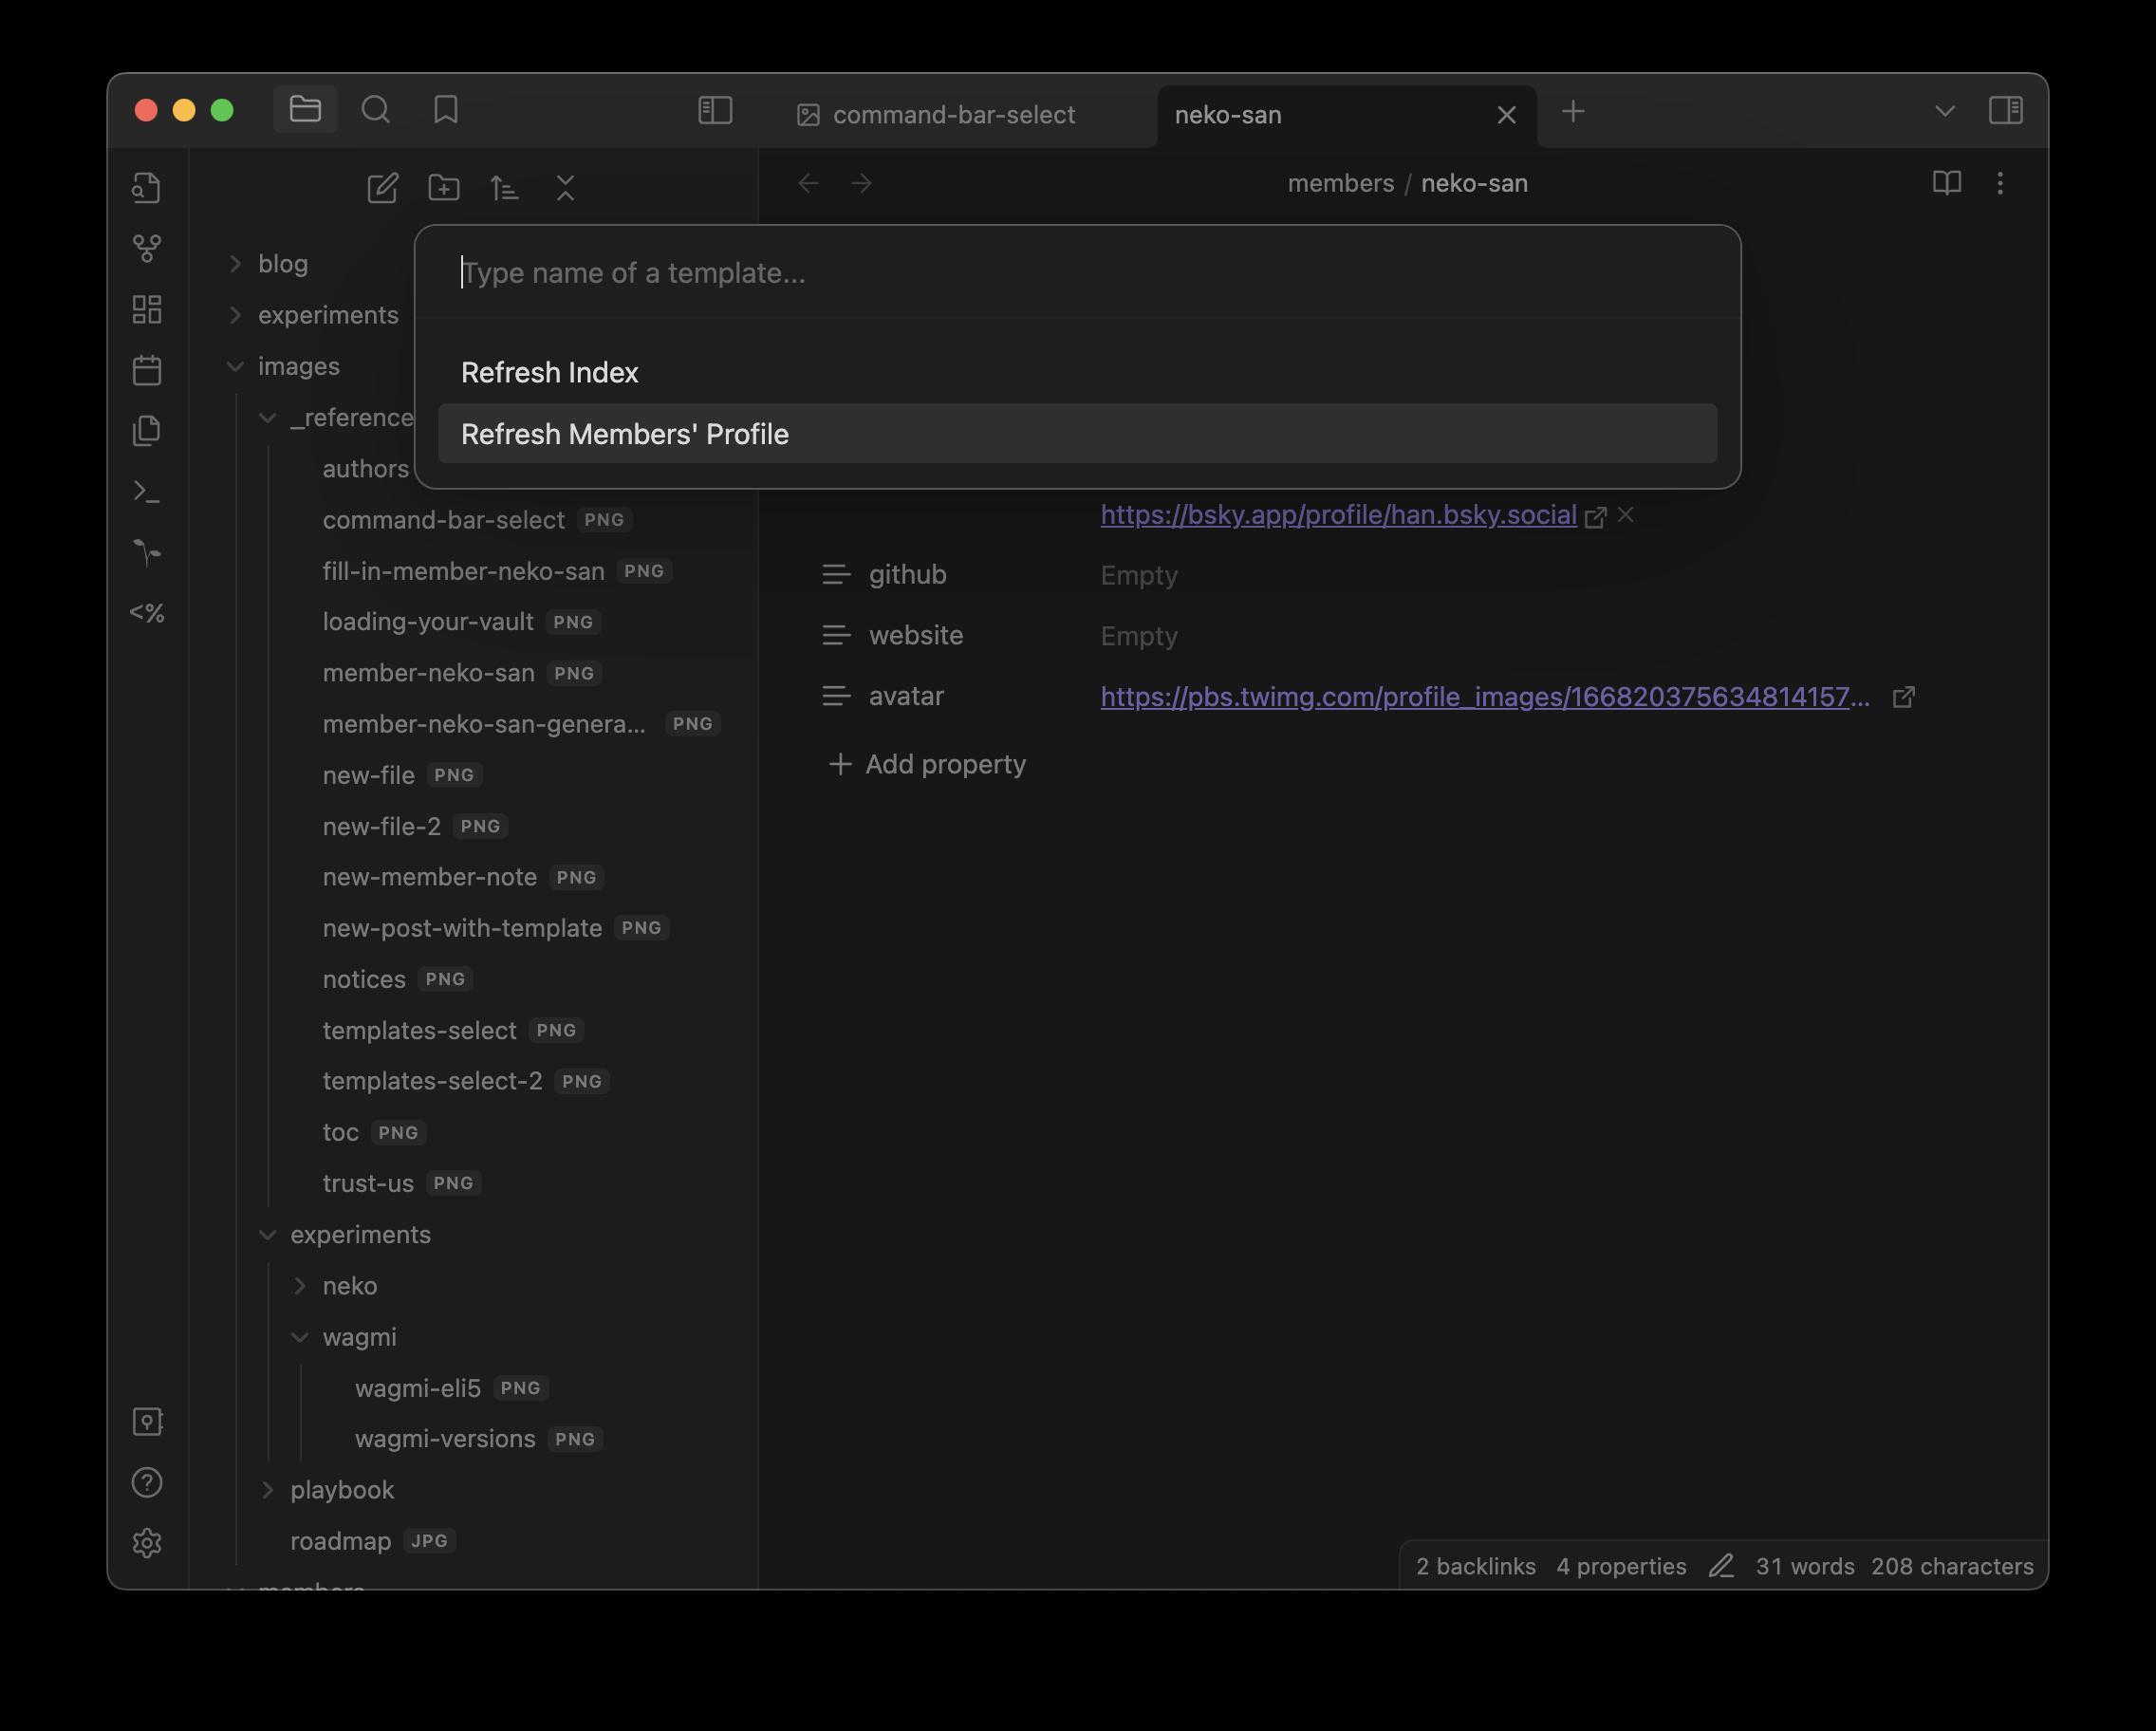 command-bar-select
neko-san
members / neko-san
Type name of a template...
Refresh Index
Refresh Members' Profile
blog
experiments
images
_reference
authors
command-bar-select PNG
fill-in-member-neko-san PNG
loading-your-vault PNG
member-neko-san PNG
member-neko-san-genera... PNG
new-file PNG
new-file-2 PNG
new-member-note PNG
new-post-with-template PNG
notices PNG
templates-select PNG
templates-select-2 PNG
toc PNG
trust-us PNG
experiments
neko
wagmi
wagmi-eli5 PNG
wagmi-versions PNG
playbook
roadmap JPG
members
<%
https://bsky.app/profile/han.bsky.social
github Empty
website Empty
avatar https://pbs.twimg.com/profile_images/166820375634814157...
Add property
2 backlinks 4 properties 31 words 208 characters